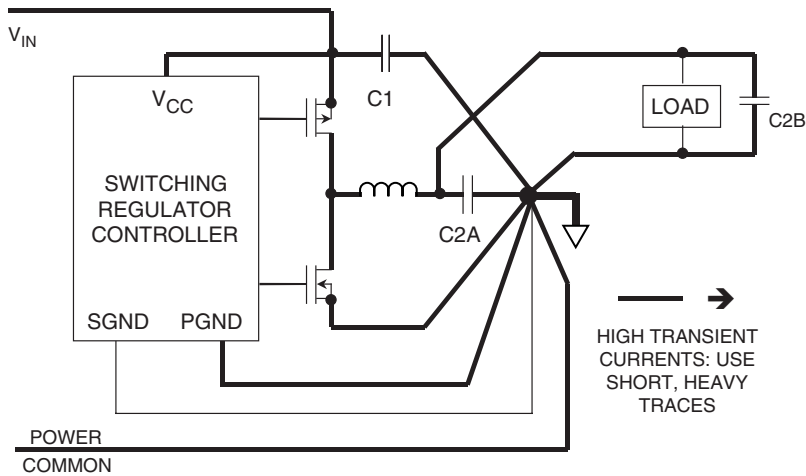 VIN
VCC
C1
LOAD
C2B
SWITCHING
REGULATOR
CONTROLLER
C2A
SGND PGND
HIGH TRANSIENT
CURRENTS: USE
SHORT, HEAVY
TRACES
POWER
COMMON